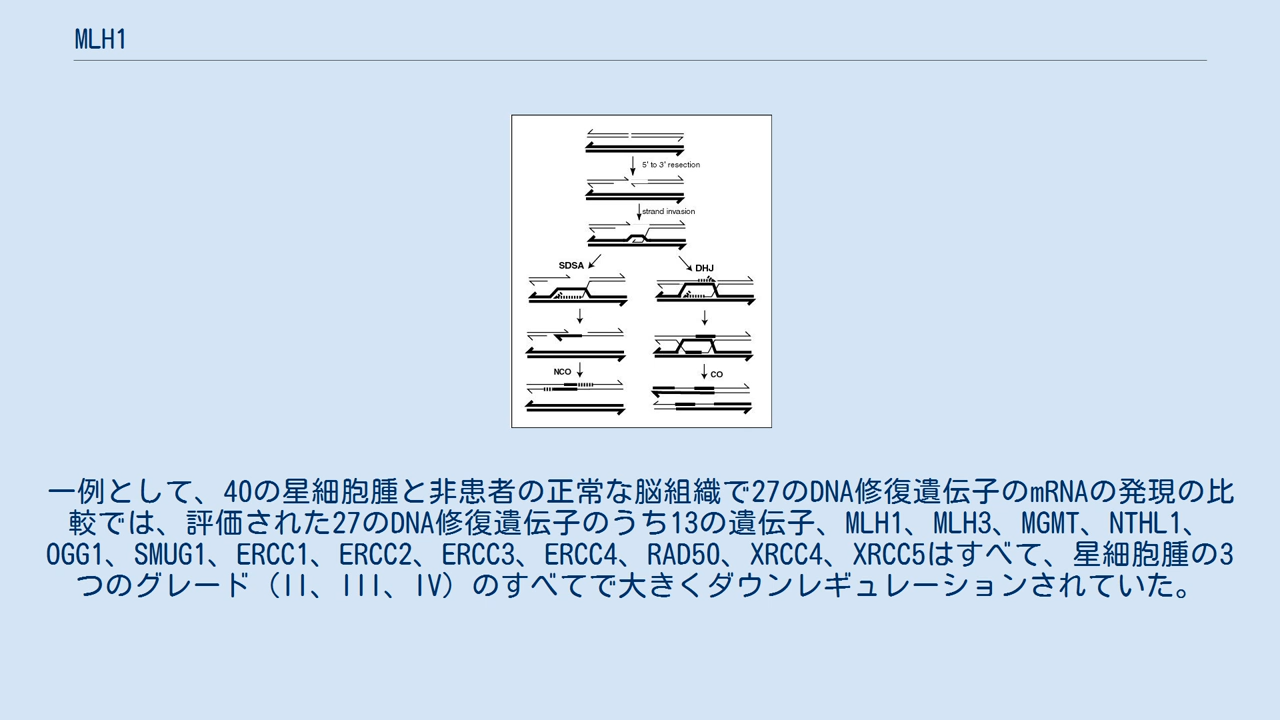 MLH1
5' to 3' resection
strand invasion
SDSA
DHJ
NCO
CO
一例として、40の星細胞腫と非患者の正常な脳組織で27のDNA修復遺伝子のmRNAの発現の比
較では、評価された27のDNA修復遺伝子のうち13の遺伝子、MLH1、MLH3、MGMT、NTHL1、
OGG1、SMUG1、ERCC1、ERCC2、ERCC3、ERCC4、RAD50、XRCC4、XRCC5はすべて、星細胞腫の3
つのグレード（II、III、IV）のすべてで大きくダウンレギュレーションされていた。